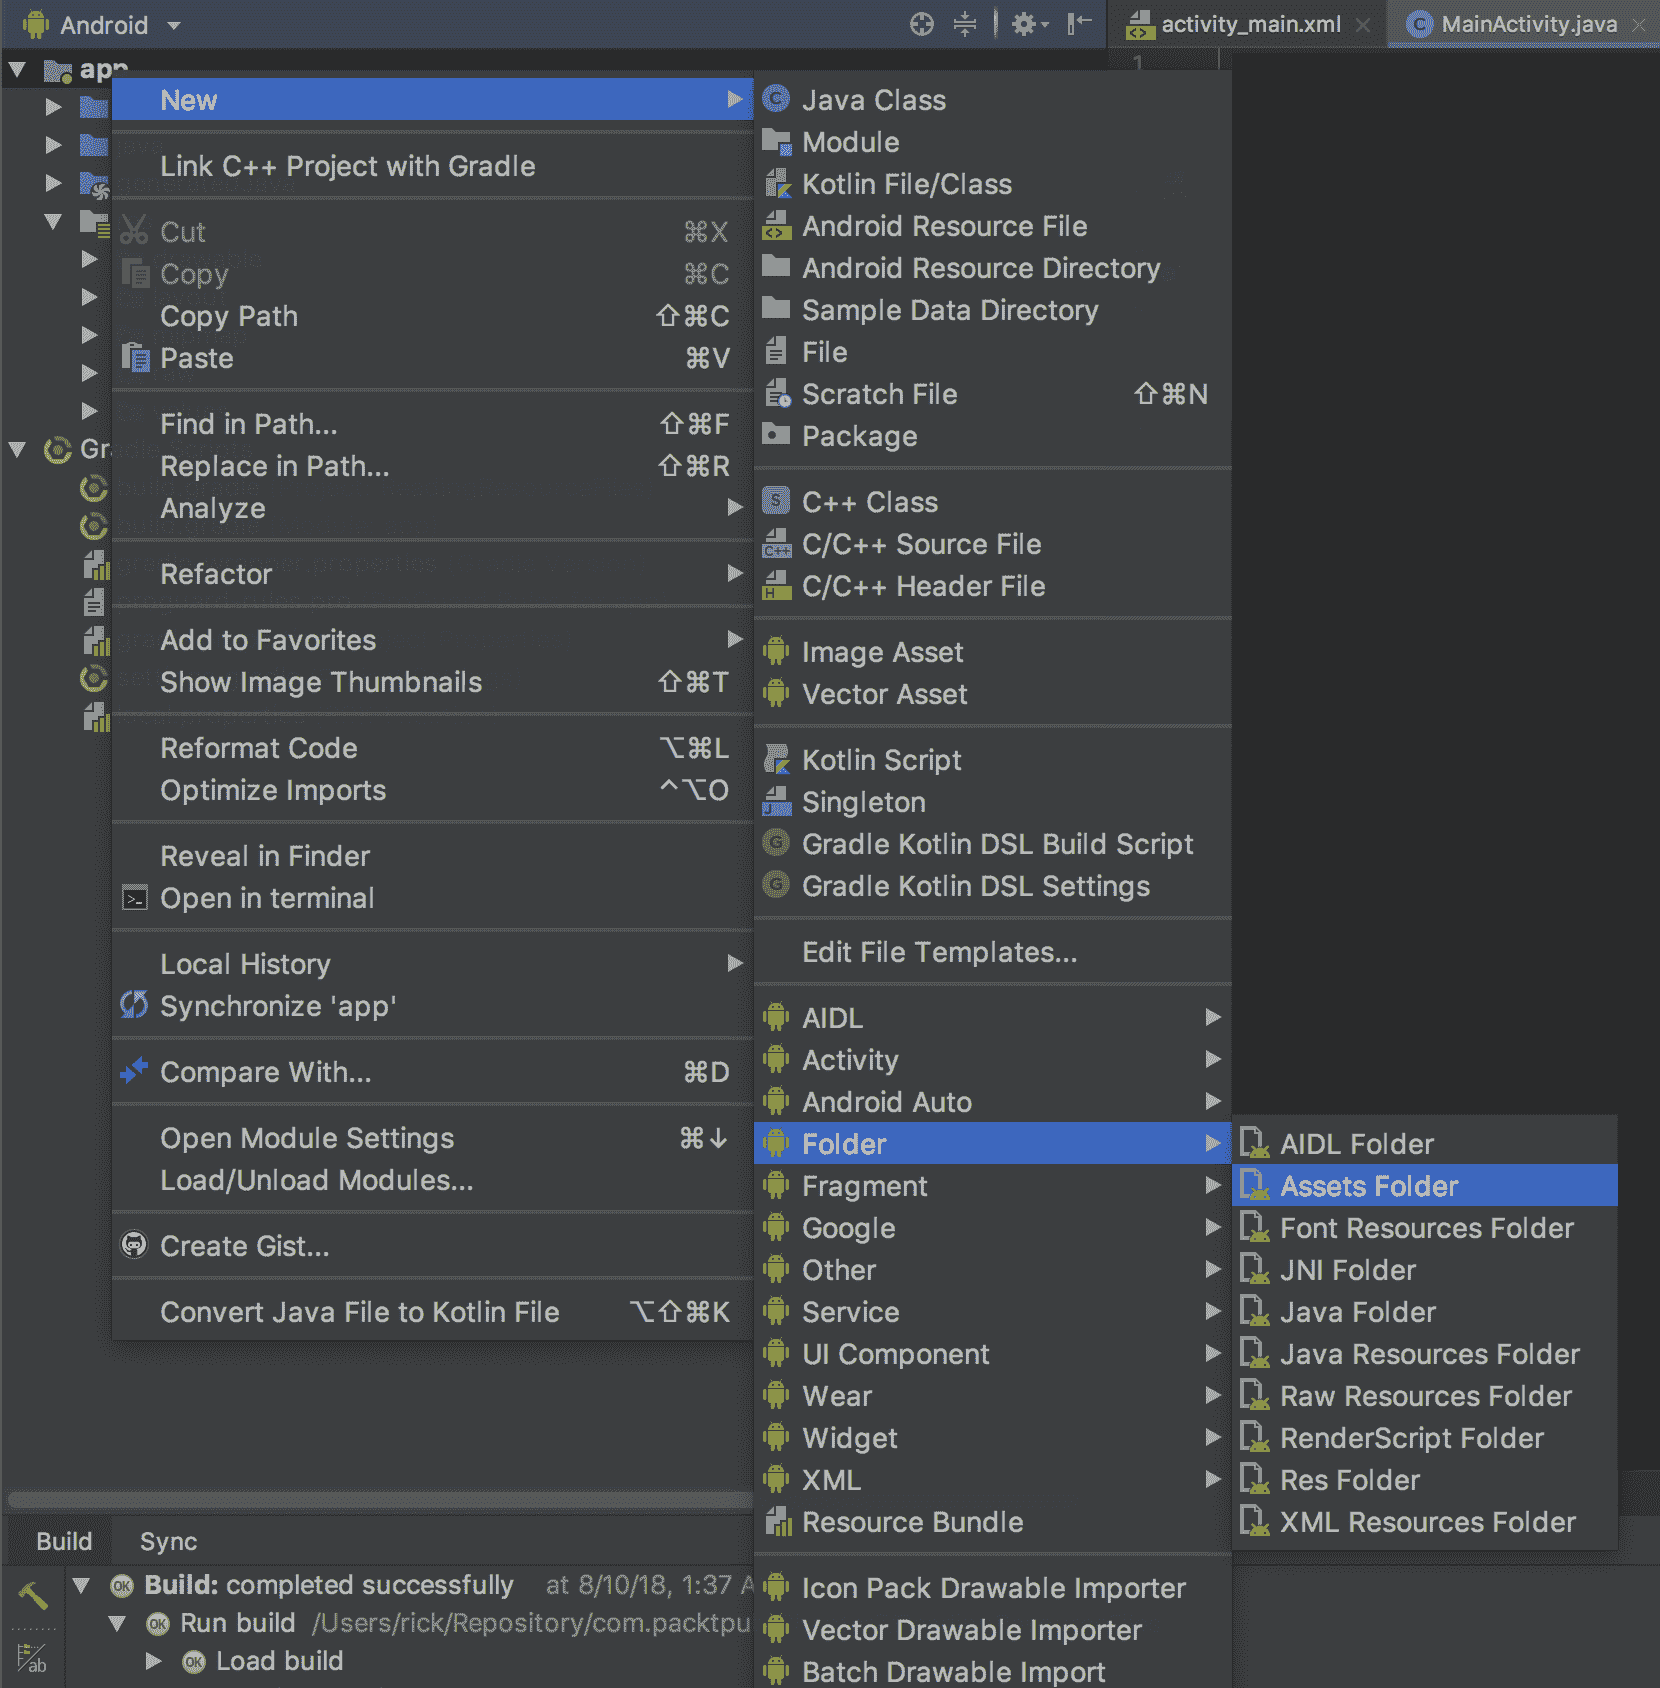 Android
activity_main.xml
MainActivity.java
app
1
New
Link C++ Project with Gradle
Cut ⌘X
Copy ⌘C
Copy Path ⇧⌘C
Paste ⌘V
Find in Path... ⇧⌘F
Replace in Path... ⇧⌘R
Analyze
Refactor
Add to Favorites
Show Image Thumbnails ⇧⌘T
Reformat Code ⌥⌘L
Optimize Imports ^⌥O
Reveal in Finder
Open in terminal
Local History
Synchronize 'app'
Compare With... ⌘D
Open Module Settings ⌘↓
Load/Unload Modules...
Create Gist...
Convert Java File to Kotlin File ⌥⇧⌘K
Java Class
Module
Kotlin File/Class
Android Resource File
Android Resource Directory
Sample Data Directory
File
Scratch File ⇧⌘N
Package
C++ Class
C/C++ Source File
C/C++ Header File
Image Asset
Vector Asset
Kotlin Script
Singleton
Gradle Kotlin DSL Build Script
Gradle Kotlin DSL Settings
Edit File Templates...
AIDL
Activity
Android Auto
Folder
Fragment
Google
Other
Service
UI Component
Wear
Widget
XML
Resource Bundle
Icon Pack Drawable Importer
Vector Drawable Importer
Batch Drawable Import
AIDL Folder
Assets Folder
Font Resources Folder
JNI Folder
Java Folder
Java Resources Folder
Raw Resources Folder
RenderScript Folder
Res Folder
XML Resources Folder
Build Sync
Build: completed successfully at 8/10/18, 1:37 A
Run build /Users/rick/Repository/com.packtpu
Load build